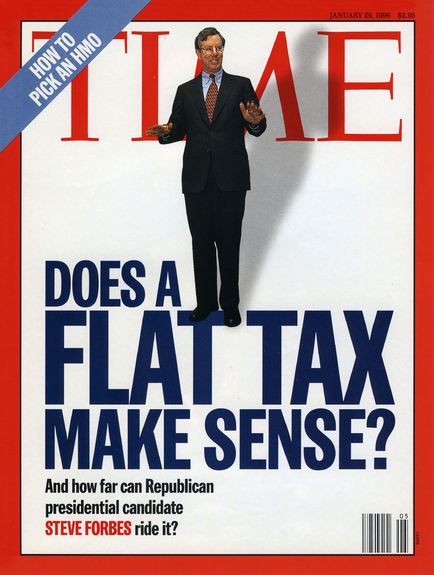 JANUARY 29, 1996 $2.95
HOW TO
PICK AN HMO
TIME
DOES A
FLAT TAX
MAKE SENSE?
And how far can Republican
presidential candidate
STEVE FORBES ride it?
05